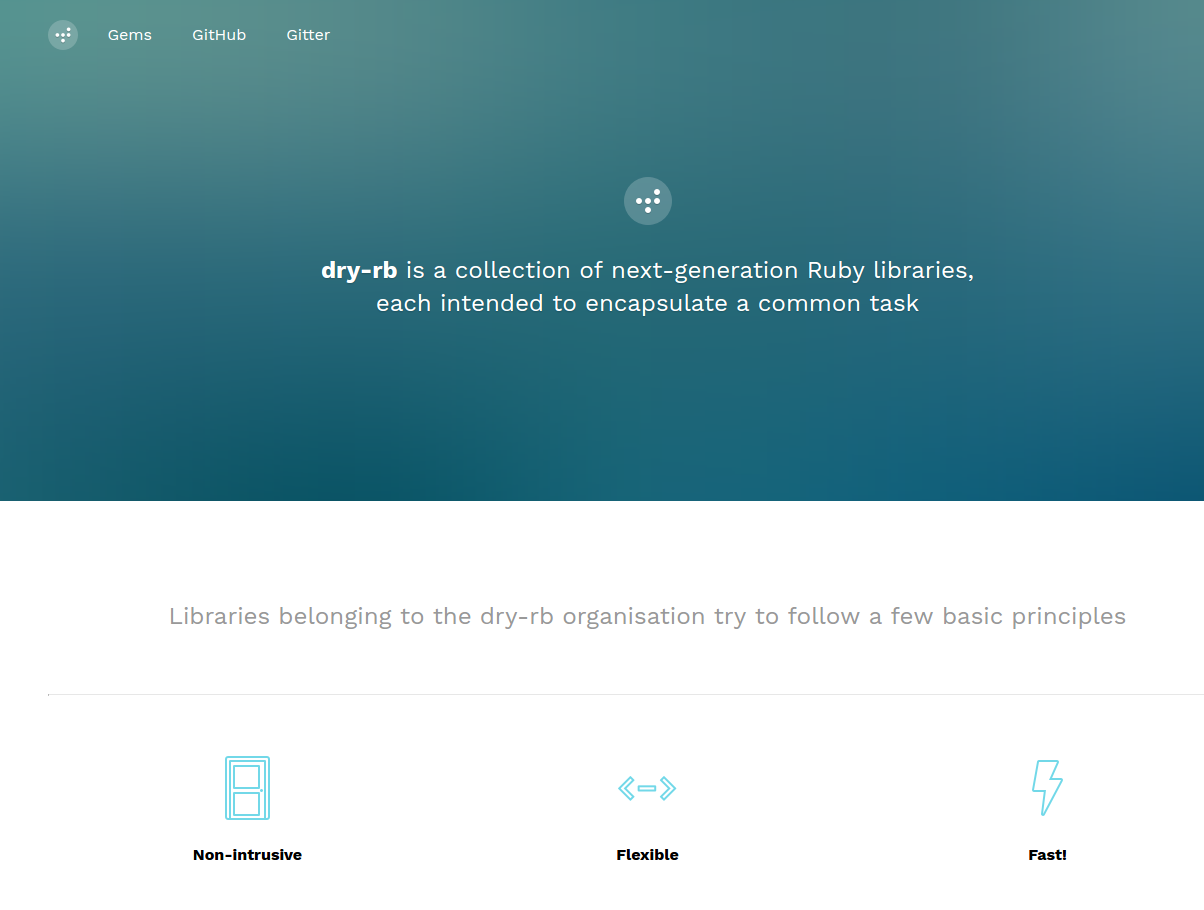 Gems GitHub Gitter
dry-rb is a collection of next-generation Ruby libraries,
each intended to encapsulate a common task
Libraries belonging to the dry-rb organisation try to follow a few basic principles
Non-intrusive Flexible Fast!